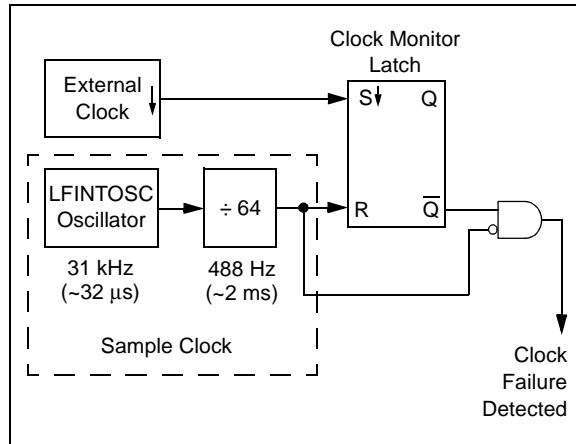 Clock Monitor
Latch
External
Clock
S
Q
LFINTOSC
Oscillator
÷ 64
R
Q̅
31 kHz
(~32 μs)
488 Hz
(~2 ms)
Sample Clock
Clock
Failure
Detected